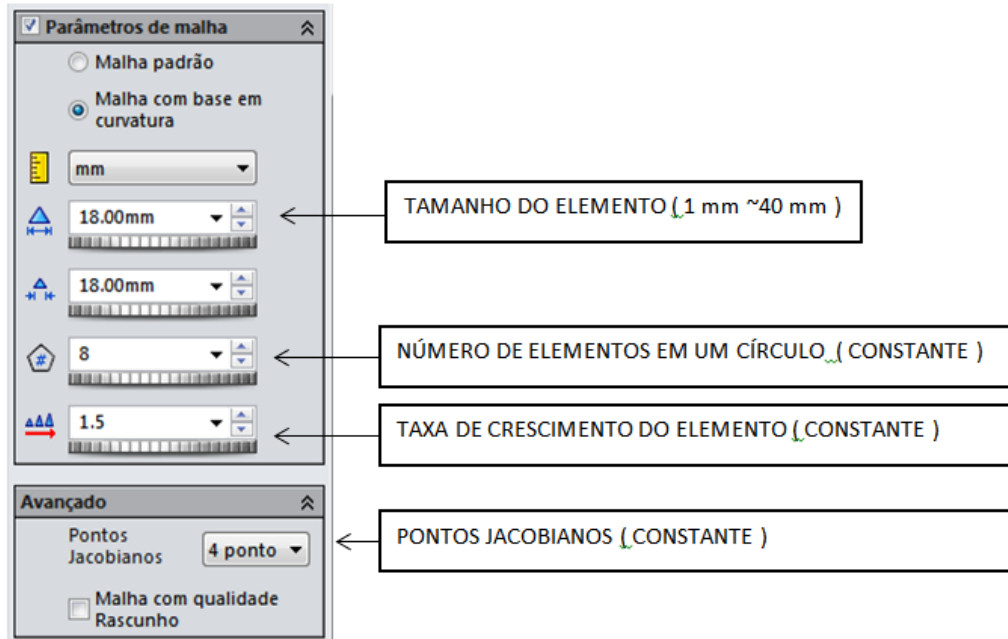 Parâmetros de malha
Malha padrão
Malha com base em
curvatura
mm
18.00mm
TAMANHO DO ELEMENTO ( 1 mm ~40 mm )
18.00mm
#
8
NÚMERO DE ELEMENTOS EM UM CÍRCULO ( CONSTANTE )
1.5
TAXA DE CRESCIMENTO DO ELEMENTO ( CONSTANTE )
Avançado
Pontos
Jacobianos
4 ponto
PONTOS JACOBIANOS ( CONSTANTE )
Malha com qualidade
Rascunho